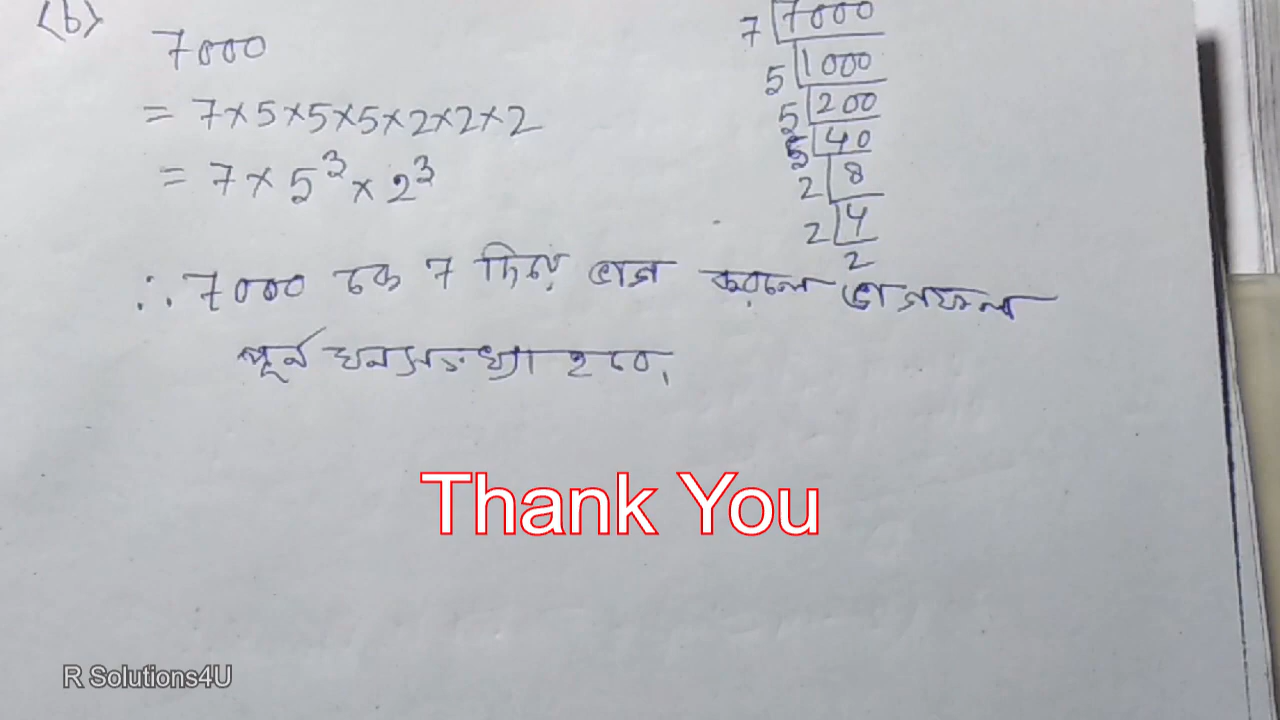 (b)
7000
= 7×5×5×5×2×2×2
= 7 × 5³ × 2³
7 | 7000
5 | 1000
5 | 200
5 | 40
2 | 8
2 | 4
2
∴ 7000 কে 7 দিয়ে ভাগ করলে ভাগফল
পূর্ন ঘনসংখ্যা হবে।
Thank You
R Solutions4U